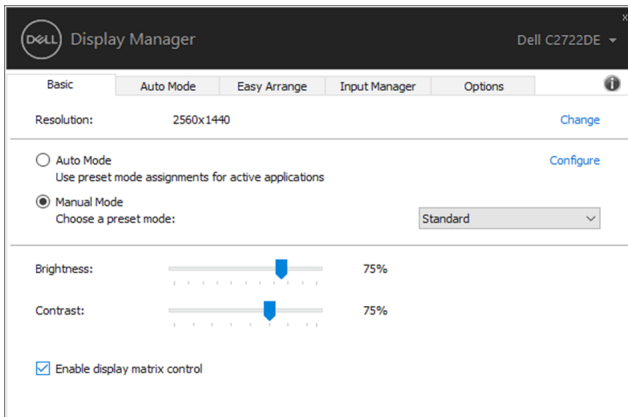 x
DELL Display Manager Dell C2722DE
Basic Auto Mode Easy Arrange Input Manager Options i
Resolution: 2560x1440 Change
Auto Mode Configure
Use preset mode assignments for active applications
Manual Mode
Choose a preset mode: Standard
Brightness: 75%
Contrast: 75%
Enable display matrix control